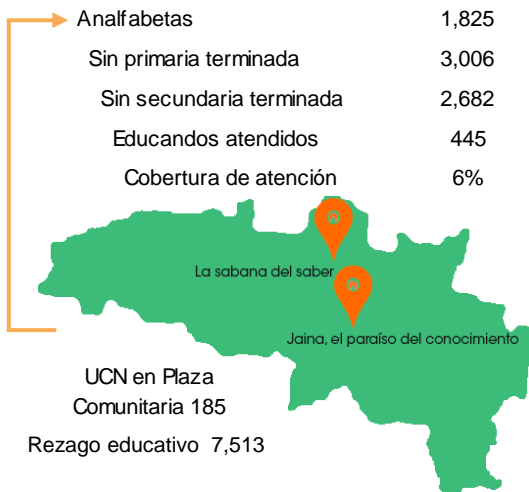 Analfabetas 1,825
Sin primaria terminada 3,006
Sin secundaria terminada 2,682
Educandos atendidos 445
Cobertura de atención 6%
La sabana del saber
Jaina, el paraíso del conocimiento
UCN en Plaza
Comunitaria 185
Rezago educativo 7,513